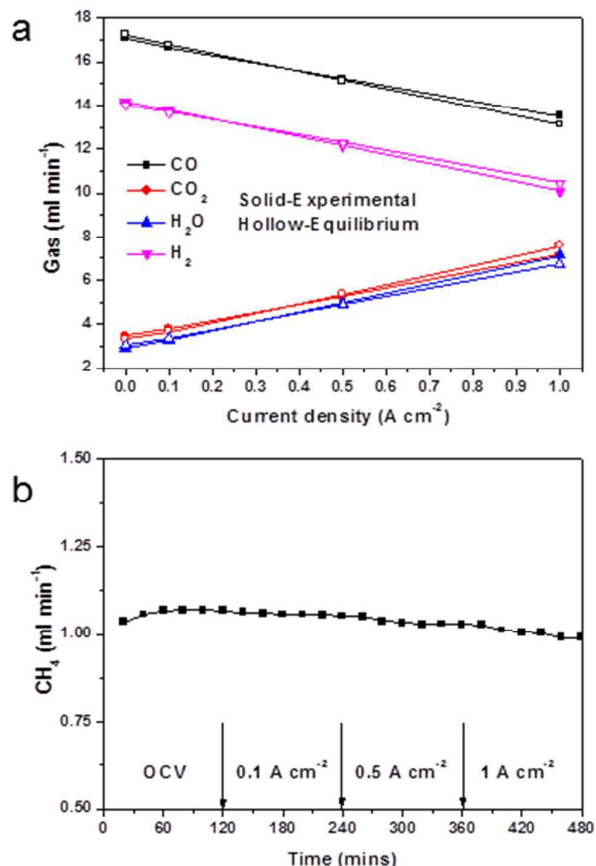 a
18
16
14
12
10
8
6
4
2
Gas (ml min⁻¹)
CO
CO₂
H₂O
H₂
Solid-Experimental
Hollow-Equilibrium
0.0 0.1 0.2 0.3 0.4 0.5 0.6 0.7 0.8 0.9 1.0
Current density (A cm⁻²)
b
1.50
1.25
1.00
0.75
0.50
CH₄ (ml min⁻¹)
OCV 0.1 A cm⁻² 0.5 A cm⁻² 1 A cm⁻²
0 60 120 180 240 300 360 420 480
Time (mins)